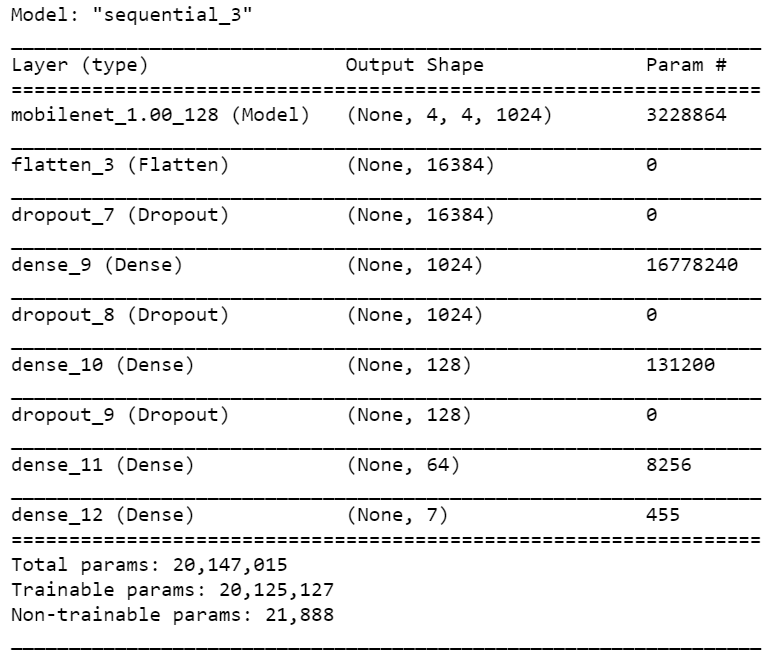 Model: "sequential_3"
_________________________________________________________________
Layer (type)                 Output Shape              Param #
=================================================================
mobilenet_1.00_128 (Model)   (None, 4, 4, 1024)        3228864
_________________________________________________________________
flatten_3 (Flatten)          (None, 16384)             0
_________________________________________________________________
dropout_7 (Dropout)          (None, 16384)             0
_________________________________________________________________
dense_9 (Dense)              (None, 1024)              16778240
_________________________________________________________________
dropout_8 (Dropout)          (None, 1024)              0
_________________________________________________________________
dense_10 (Dense)             (None, 128)               131200
_________________________________________________________________
dropout_9 (Dropout)          (None, 128)               0
_________________________________________________________________
dense_11 (Dense)             (None, 64)                8256
_________________________________________________________________
dense_12 (Dense)             (None, 7)                 455
=================================================================
Total params: 20,147,015
Trainable params: 20,125,127
Non-trainable params: 21,888
_________________________________________________________________